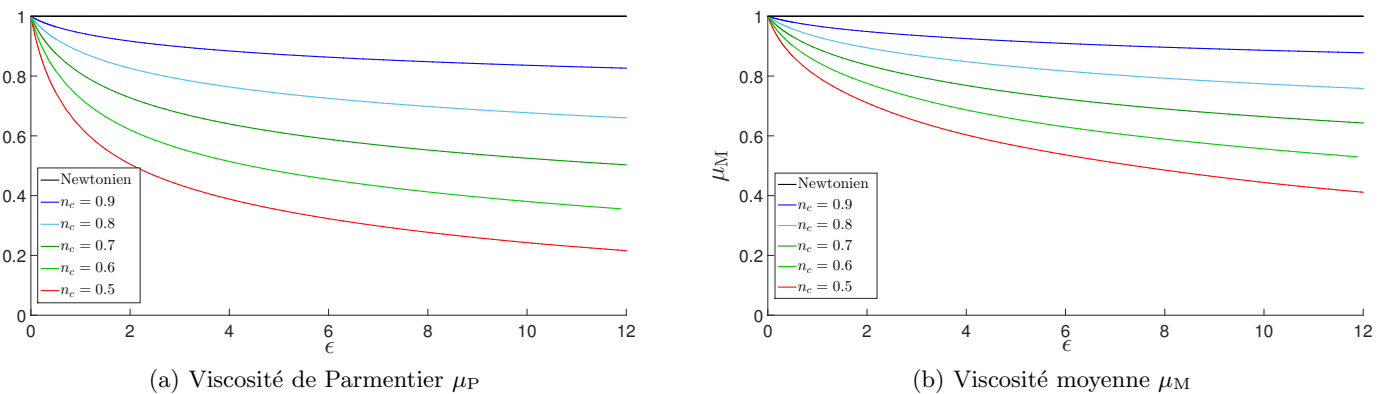 1
0.8
0.6
0.4
0.2
0
0 2 4 6 8 10 12
ϵ
Newtonien
n_c = 0.9
n_c = 0.8
n_c = 0.7
n_c = 0.6
n_c = 0.5
(a) Viscosité de Parmentier μ_P
1
0.8
0.6
0.4
0.2
0
μ_M
0 2 4 6 8 10 12
ϵ
Newtonien
n_c = 0.9
n_c = 0.8
n_c = 0.7
n_c = 0.6
n_c = 0.5
(b) Viscosité moyenne μ_M